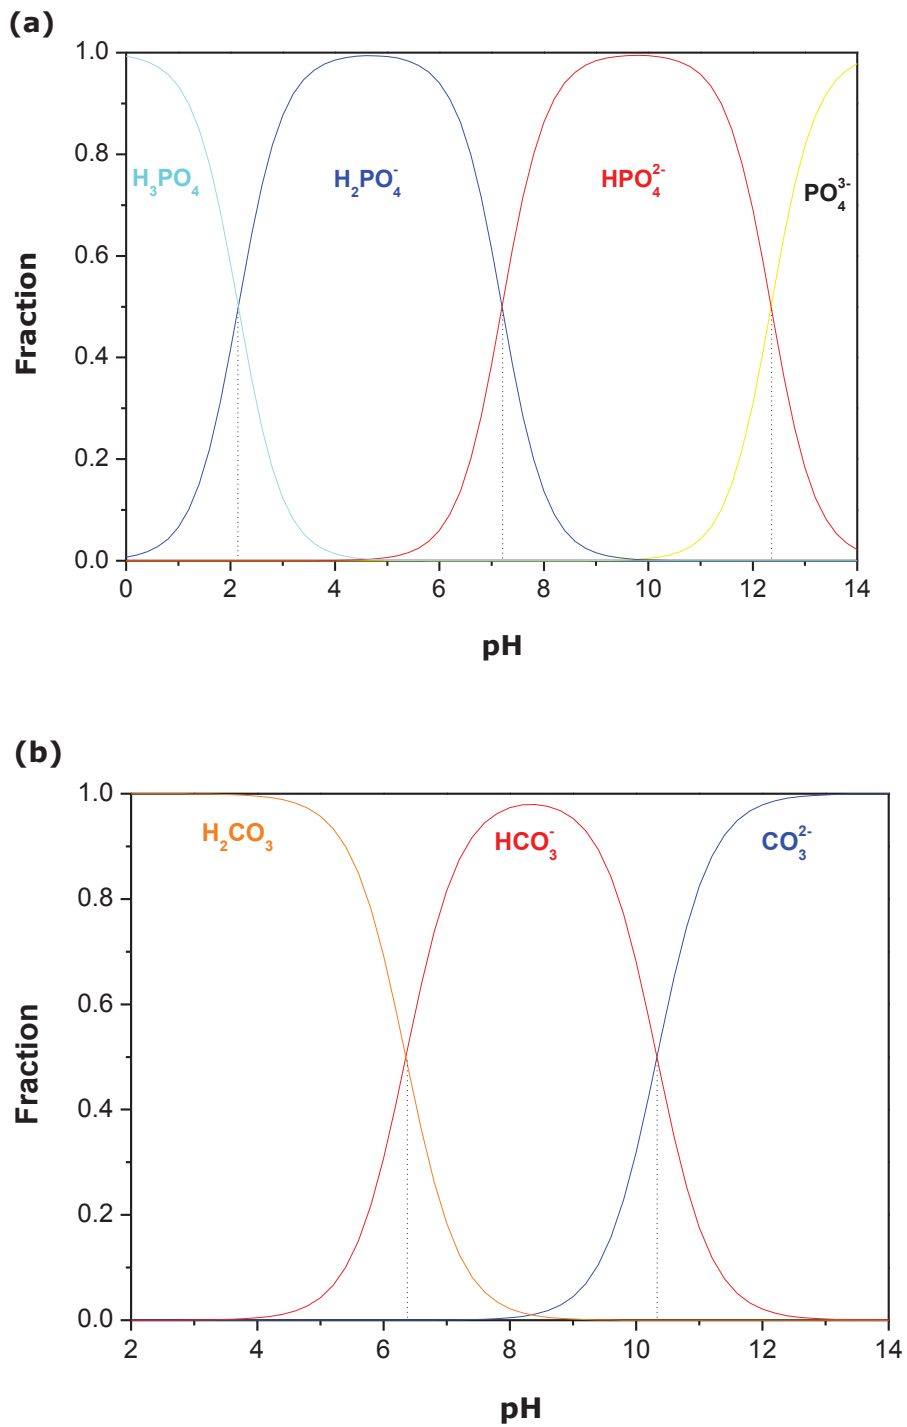 (a)
1.0
0.8
0.6
0.4
0.2
0.0
Fraction
H₃PO₄
H₂PO₄⁻
HPO₄²⁻
PO₄³⁻
0 2 4 6 8 10 12 14
pH
(b)
1.0
0.8
0.6
0.4
0.2
0.0
Fraction
H₂CO₃
HCO₃⁻
CO₃²⁻
2 4 6 8 10 12 14
pH